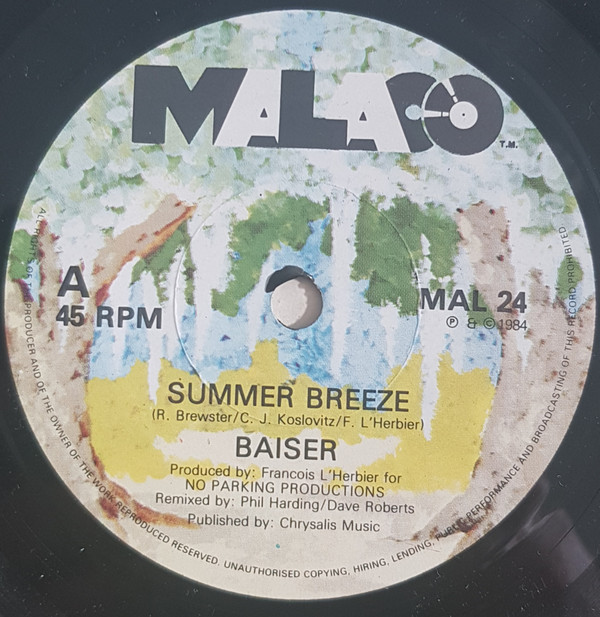 MALACO
T.M.
A
45 RPM
MAL 24
Ⓟ & © 1984
SUMMER BREEZE
(R. Brewster/C. J. Koslovitz/F. L'Herbier)
BAISER
Produced by: Francois L'Herbier for
NO PARKING PRODUCTIONS
Remixed by: Phil Harding/Dave Roberts
Published by: Chrysalis Music
ALL RIGHTS OF THE PRODUCER AND OF THE OWNER OF THE WORK REPRODUCED RESERVED. UNAUTHORISED COPYING, HIRING, LENDING, PUBLIC PERFORMANCE AND BROADCASTING OF THIS RECORD PROHIBITED